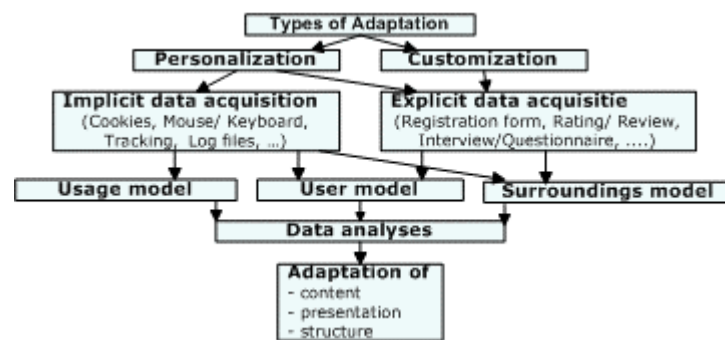 Types of Adaptation
Personalization
Customization
Implicit data acquisition
(Cookies, Mouse/ Keyboard,
Tracking, Log files, ...)
Explicit data acquisitie
(Registration form, Rating/ Review,
Interview/Questionnaire, ....)
Usage model
User model
Surroundings model
Data analyses
Adaptation of
- content
- presentation
- structure